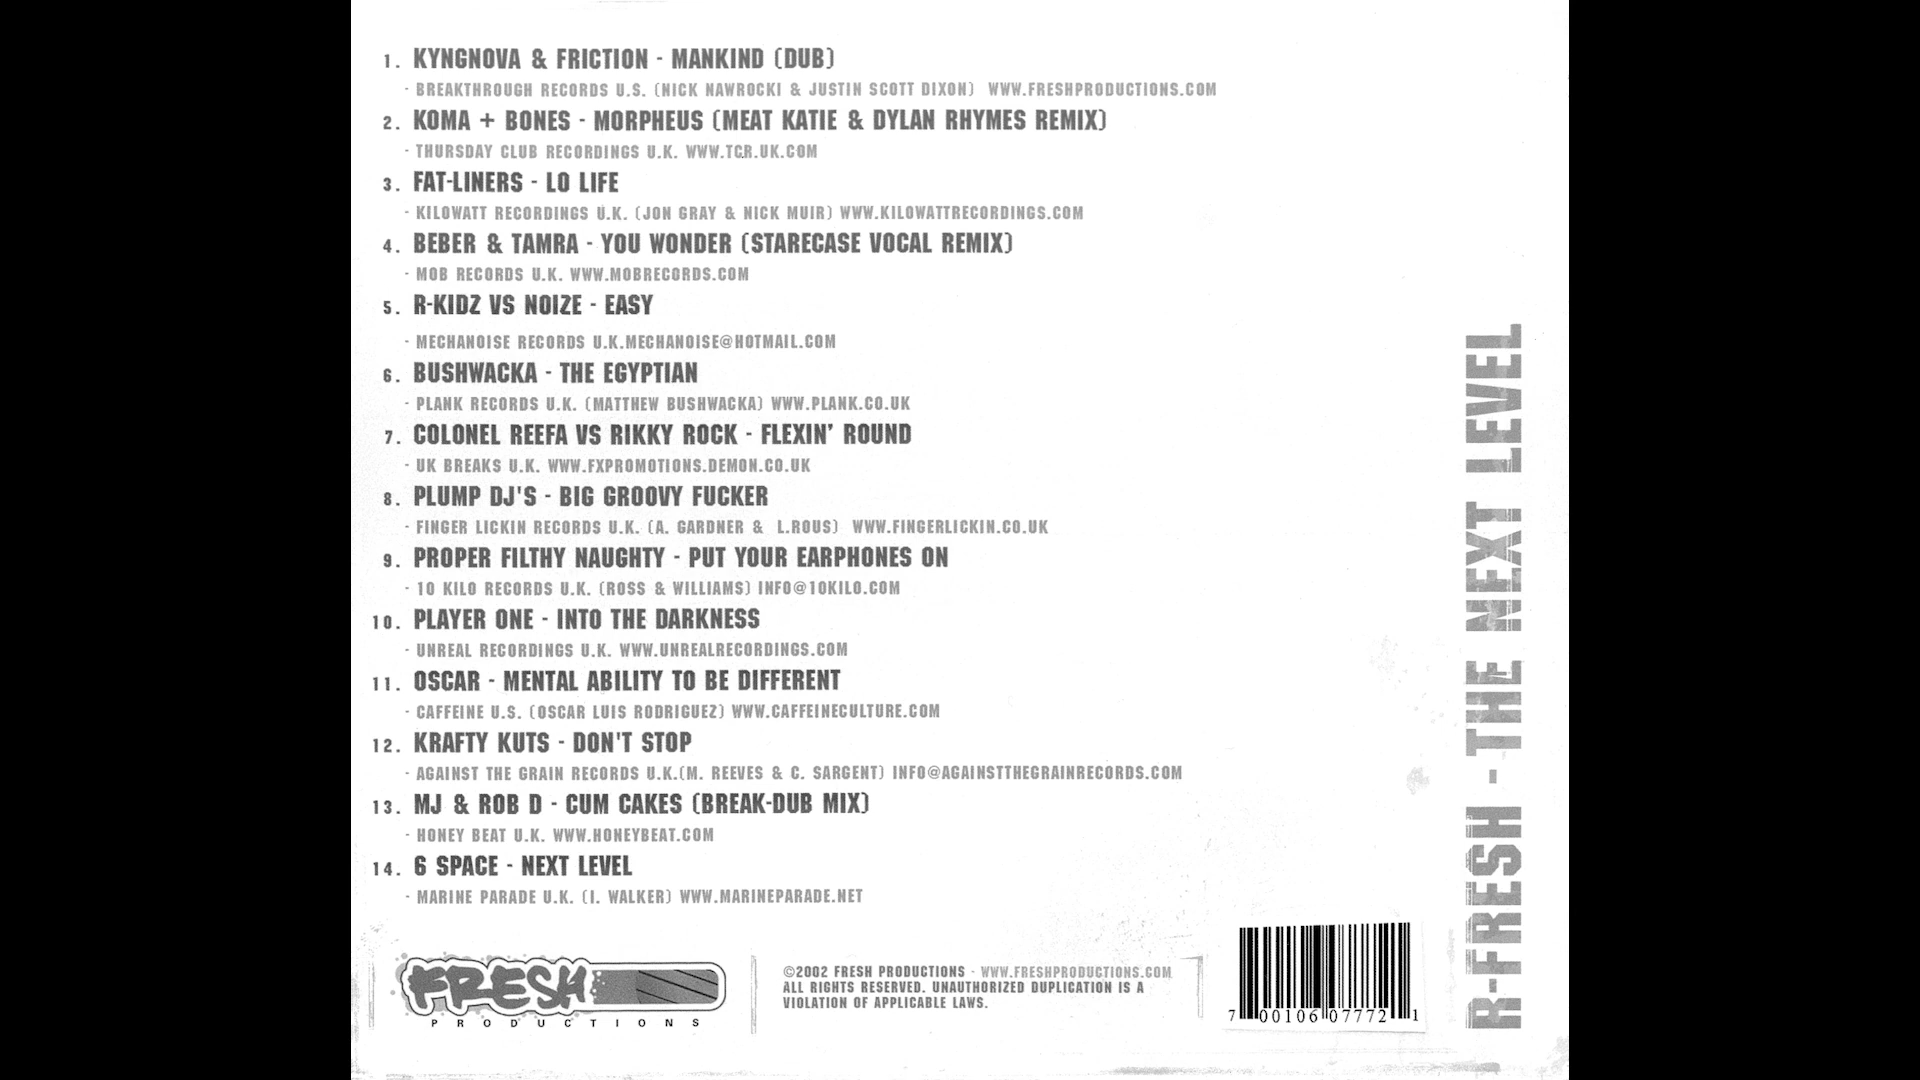 1. KYNGNOVA & FRICTION - MANKIND (DUB)
- BREAKTHROUGH RECORDS U.S. (NICK NAWROCKI & JUSTIN SCOTT DIXON) WWW.FRESHPRODUCTIONS.COM
2. KOMA + BONES - MORPHEUS (MEAT KATIE & DYLAN RHYMES REMIX)
- THURSDAY CLUB RECORDINGS U.K. WWW.TCR.UK.COM
3. FAT-LINERS - LO LIFE
- KILOWATT RECORDINGS U.K. (JON GRAY & NICK MUIR) WWW.KILOWATTRECORDINGS.COM
4. BEBER & TAMRA - YOU WONDER (STARECASE VOCAL REMIX)
- MOB RECORDS U.K. WWW.MOBRECORDS.COM
5. R-KIDZ VS NOIZE - EASY
- MECHANOISE RECORDS U.K.MECHANOISE@HOTMAIL.COM
6. BUSHWACKA - THE EGYPTIAN
- PLANK RECORDS U.K. (MATTHEW BUSHWACKA) WWW.PLANK.CO.UK
7. COLONEL REEFA VS RIKKY ROCK - FLEXIN' ROUND
- UK BREAKS U.K. WWW.FXPROMOTIONS.DEMON.CO.UK
8. PLUMP DJ'S - BIG GROOVY FUCKER
- FINGER LICKIN RECORDS U.K. (A. GARDNER & L.ROUS) WWW.FINGERLICKIN.CO.UK
9. PROPER FILTHY NAUGHTY - PUT YOUR EARPHONES ON
- 10 KILO RECORDS U.K. (ROSS & WILLIAMS) INFO@10KILO.COM
10. PLAYER ONE - INTO THE DARKNESS
- UNREAL RECORDINGS U.K. WWW.UNREALRECORDINGS.COM
11. OSCAR - MENTAL ABILITY TO BE DIFFERENT
- CAFFEINE U.S. (OSCAR LUIS RODRIGUEZ) WWW.CAFFEINECULTURE.COM
12. KRAFTY KUTS - DON'T STOP
- AGAINST THE GRAIN RECORDS U.K.(M. REEVES & C. SARGENT) INFO@AGAINSTTHEGRAINRECORDS.COM
13. MJ & ROB D - CUM CAKES (BREAK-DUB MIX)
- HONEY BEAT U.K. WWW.HONEYBEAT.COM
14. 6 SPACE - NEXT LEVEL
- MARINE PARADE U.K. (I. WALKER) WWW.MARINEPARADE.NET
FRESH
PRODUCTIONS
©2002 FRESH PRODUCTIONS - WWW.FRESHPRODUCTIONS.COM
ALL RIGHTS RESERVED. UNAUTHORIZED DUPLICATION IS A
VIOLATION OF APPLICABLE LAWS.
7 00106 07772 1
R-FRESH - THE NEXT LEVEL